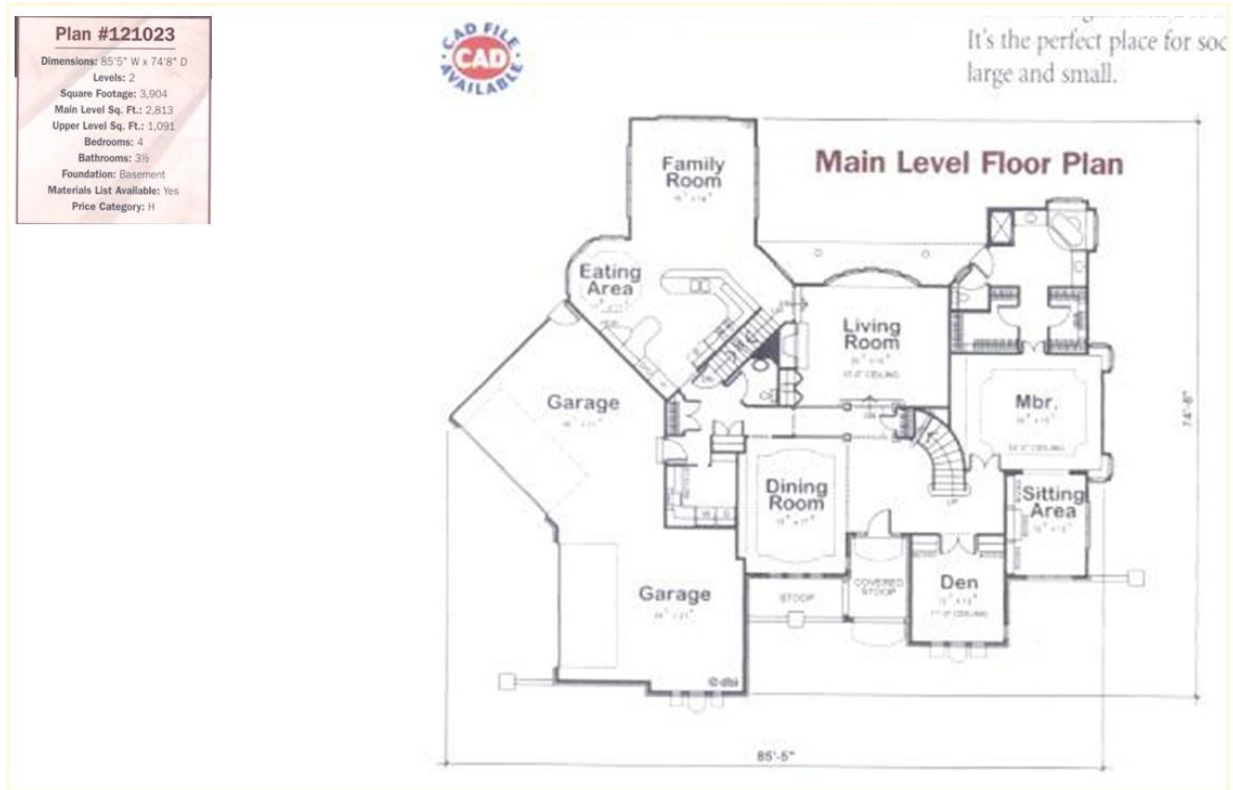 Plan #121023
Dimensions: 85'5" W x 74'8" D
Levels: 2
Square Footage: 3,904
Main Level Sq. Ft.: 2,813
Upper Level Sq. Ft.: 1,091
Bedrooms: 4
Bathrooms: 3½
Foundation: Basement
Materials List Available: Yes
Price Category: H
CAD FILE
CAD
AVAILABLE
It's the perfect place for soc
large and small.
Main Level Floor Plan
Family
Room
Eating
Area
Living
Room
Garage
Mbr.
74'-8"
Dining
Room
Sitting
Area
UP
Den
COVERED
STOOP
STOOP
Garage
©dbi
85'-5"